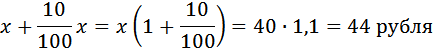 x + 10/100 x = x(1 + 10/100) = 40 · 1,1 = 44 рубля